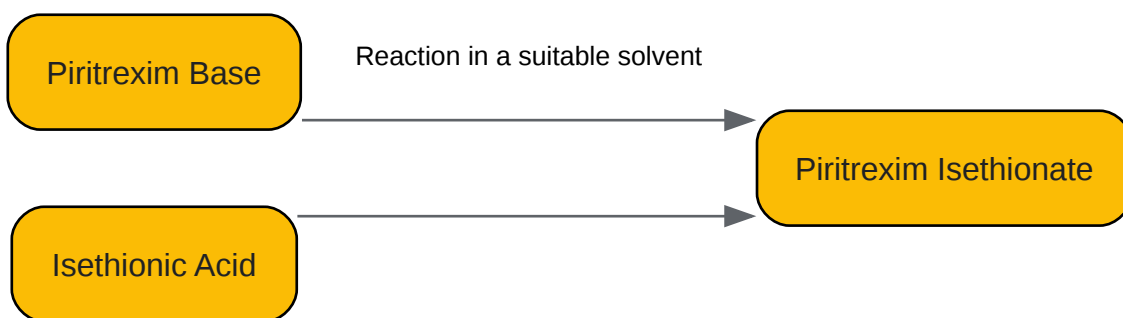 Piritrexim Base
Reaction in a suitable solvent
Piritrexim Isethionate
Isethionic Acid